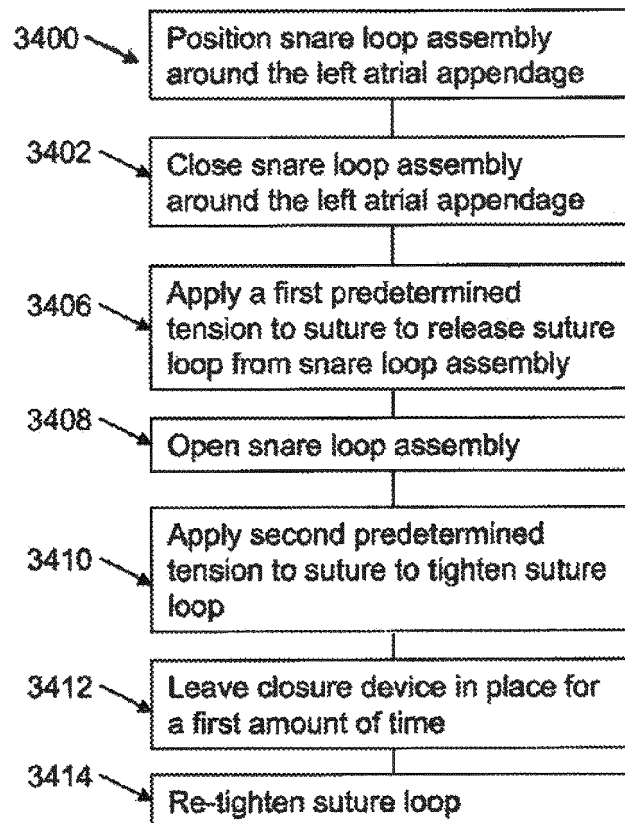 3400
Position snare loop assembly
around the left atrial appendage
3402
Close snare loop assembly
around the left atrial appendage
3406
Apply a first predetermined
tension to suture to release suture
loop from snare loop assembly
3408
Open snare loop assembly
3410
Apply second predetermined
tension to suture to tighten suture
loop
3412
Leave closure device in place for
a first amount of time
3414
Re-tighten suture loop